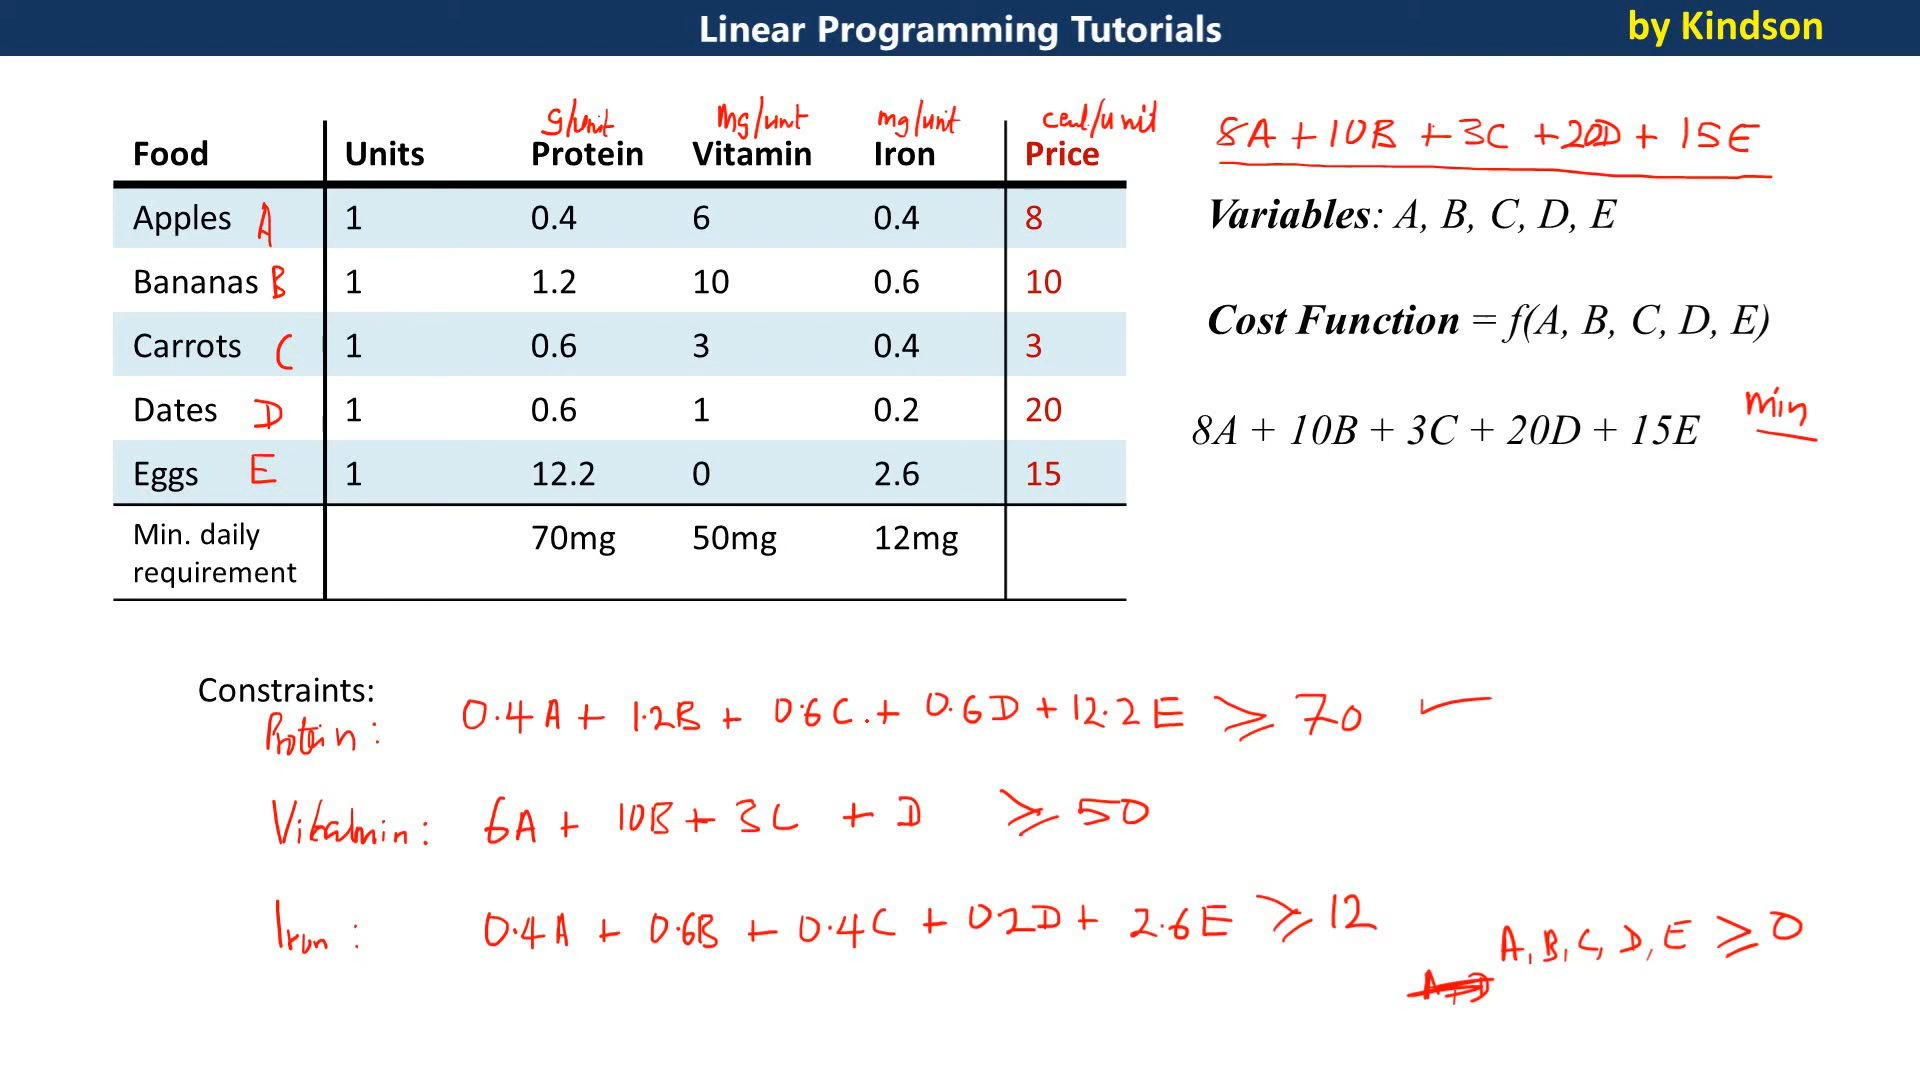 Linear Programming Tutorials
by Kindson
g/unit mg/unit mg/unit cent/unit
Food Units Protein Vitamin Iron Price
Apples A 1 0.4 6 0.4 8
Bananas B 1 1.2 10 0.6 10
Carrots C 1 0.6 3 0.4 3
Dates D 1 0.6 1 0.2 20
Eggs E 1 12.2 0 2.6 15
Min. daily requirement 70mg 50mg 12mg
8A + 10B + 3C + 20D + 15E
Variables: A, B, C, D, E
Cost Function = f(A, B, C, D, E)
8A + 10B + 3C + 20D + 15E min
Constraints:
Protein: 0.4A + 1.2B + 0.6C + 0.6D + 12.2E ≥ 70
Vitamin: 6A + 10B + 3C + D ≥ 50
Iron: 0.4A + 0.6B + 0.4C + 02D + 2.6E ≥ 12
A, B, C, D, E ≥ 0